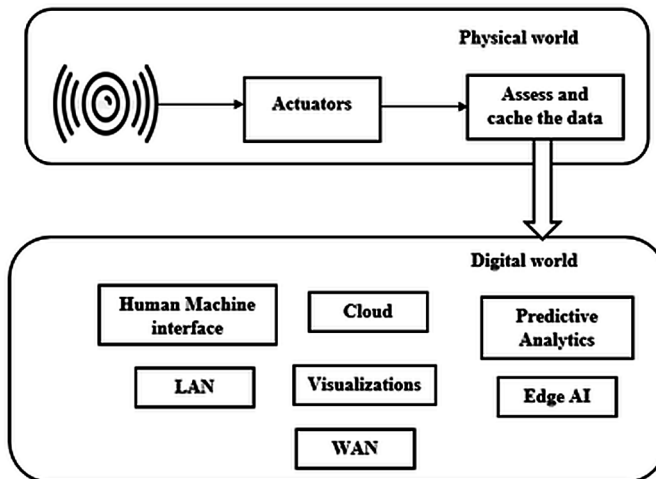 Physical world
Actuators
Assess and
cache the data
Digital world
Human Machine
interface
Cloud
Predictive
Analytics
LAN
Visualizations
Edge AI
WAN